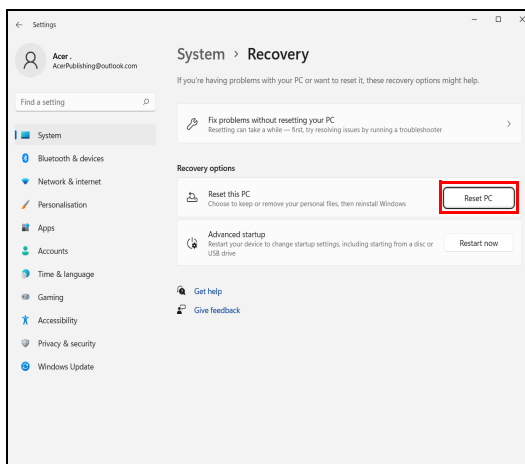 Settings
Acer .
AcerPublishing@outlook.com
Find a setting
System
Bluetooth & devices
Network & internet
Personalisation
Apps
Accounts
Time & language
Gaming
Accessibility
Privacy & security
Windows Update
System > Recovery
If you're having problems with your PC or want to reset it, these recovery options might help.
Fix problems without resetting your PC
Resetting can take a while — first, try resolving issues by running a troubleshooter
Recovery options
Reset this PC
Choose to keep or remove your personal files, then reinstall Windows
Reset PC
Advanced startup
Restart your device to change startup settings, including starting from a disc or
USB drive
Restart now
Get help
Give feedback